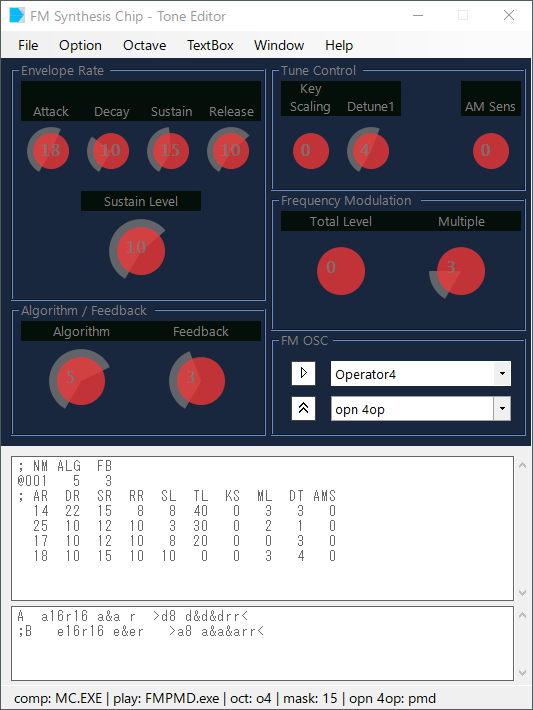 FM Synthesis Chip - Tone Editor
File Option Octave TextBox Window Help
Envelope Rate
Attack Decay Sustain Release
18 10 15 10
Sustain Level
10
Algorithm / Feedback
Algorithm Feedback
5 3
Tune Control
Key Scaling Detune1 AM Sens
0 4 0
Frequency Modulation
Total Level Multiple
0 3
FM OSC
Operator4
opn 4op
; NM ALG  FB
@001   5   3
; AR  DR  SR  RR  SL  TL  KS  ML  DT AMS
  14  22  15   8   8  40   0   3   3   0
  25  10  12  10   3  30   0   2   1   0
  17  10  12  10   8  20   0   0   3   0
  18  10  15  10  10   0   0   3   4   0
A  a16r16 a&a r  >d8 d&d&drr<
;B   e16r16 e&er   >a8 a&a&arr<
comp: MC.EXE | play: FMPMD.exe | oct: o4 | mask: 15 | opn 4op: pmd